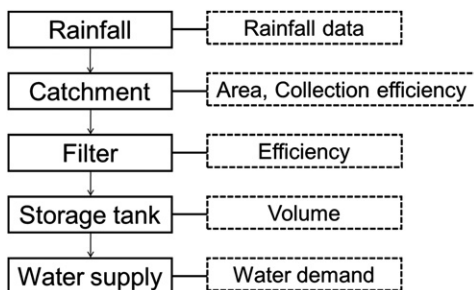 Rainfall
Rainfall data
Catchment
Area, Collection efficiency
Filter
Efficiency
Storage tank
Volume
Water supply
Water demand